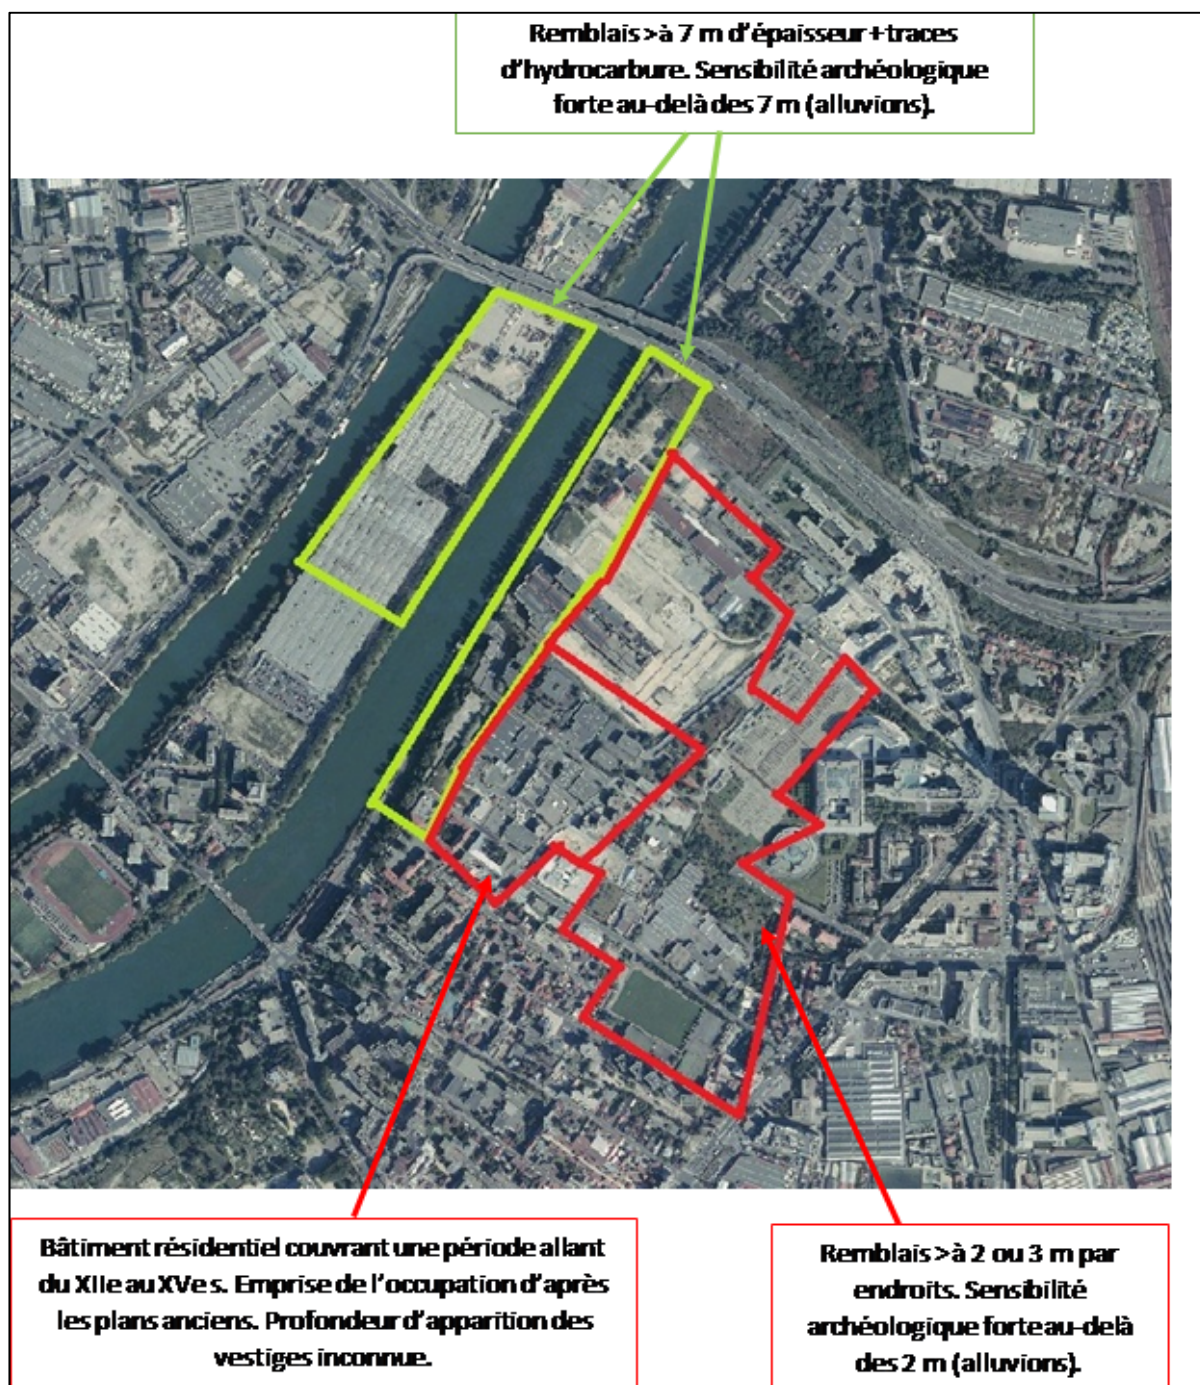 Remblais > à 7 m d'épaisseur + traces
d'hydrocarbure. Sensibilité archéologique
forte au-delà des 7 m (alluvions).
Bâtiment résidentiel couvrant une période allant
du XIIe au XVe s. Emprise de l'occupation d'après
les plans anciens. Profondeur d'apparition des
vestiges inconnue.
Remblais > à 2 ou 3 m par
endroits. Sensibilité
archéologique forte au-delà
des 2 m (alluvions).